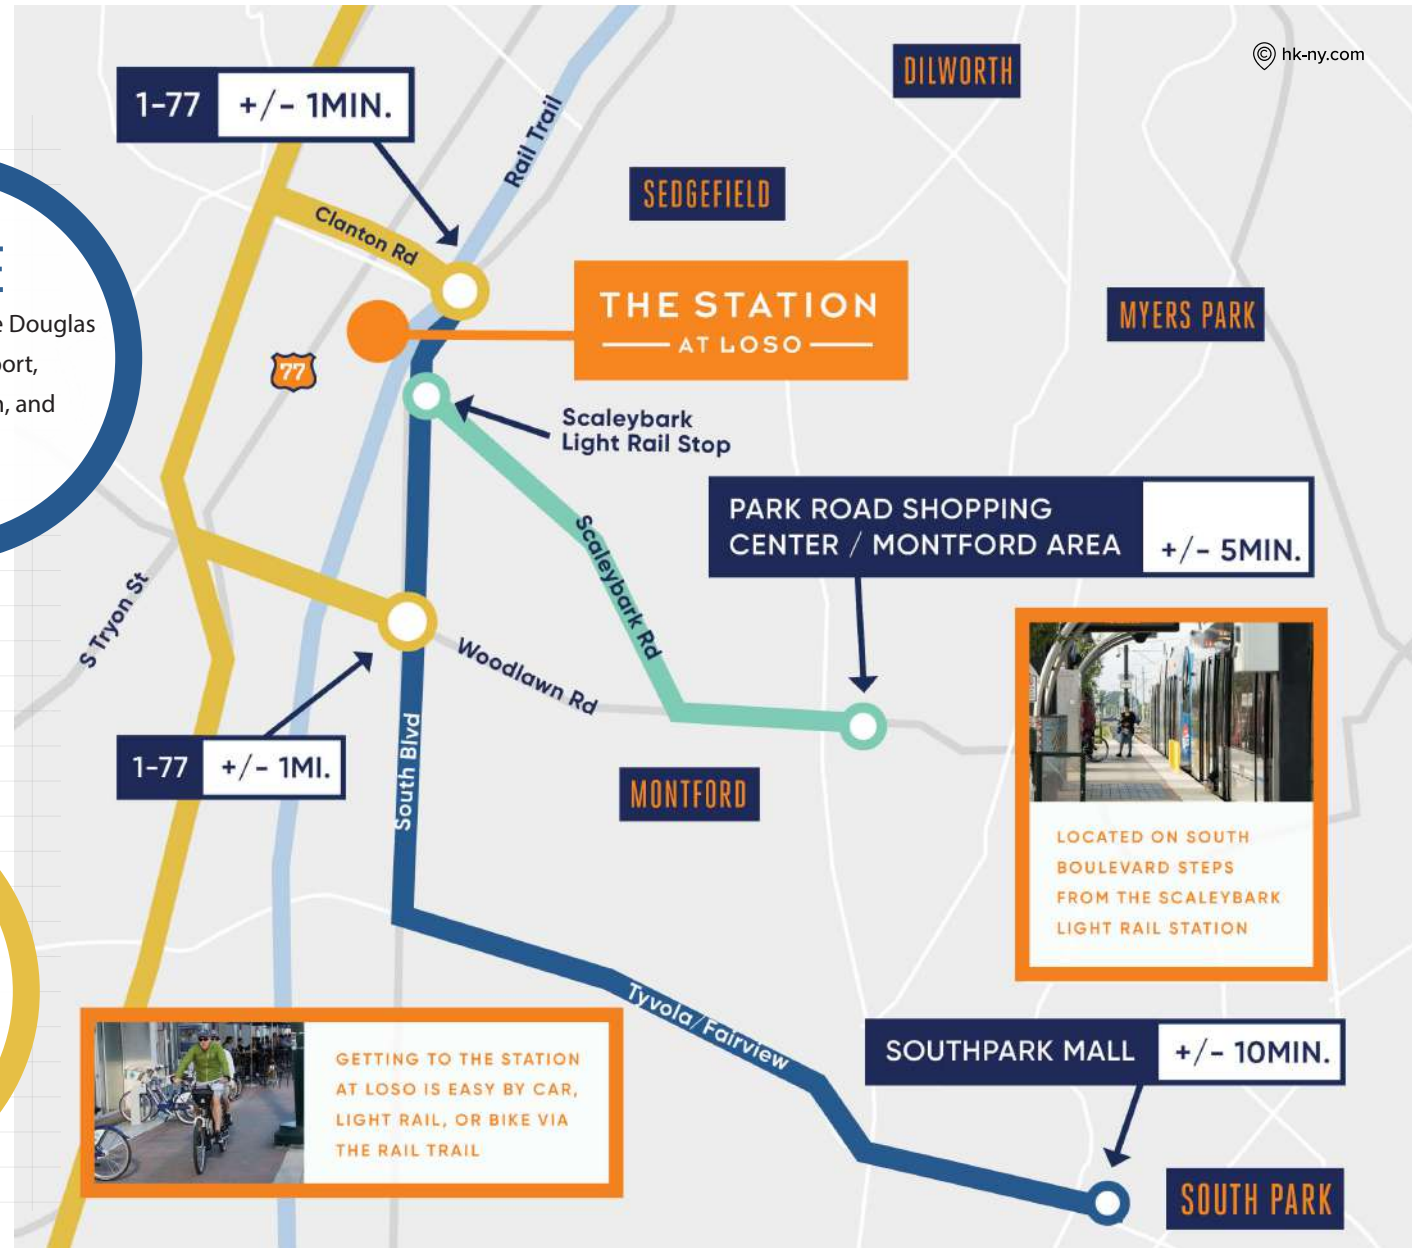 DILWORTH
© hk-ny.com
1-77 +/- 1MIN.
Rail Trail
SEDGEFIELD
Clanton Rd
Douglas
, and
THE STATION
AT LOSO
MYERS PARK
77
Scaleybark
Light Rail Stop
PARK ROAD SHOPPING
CENTER / MONTFORD AREA +/- 5MIN.
Scaleybark Rd
S Tryon St
Woodlawn Rd
1-77 +/- 1MI.
South Blvd
MONTFORD
LOCATED ON SOUTH
BOULEVARD STEPS
FROM THE SCALEYBARK
LIGHT RAIL STATION
Tyvola/Fairview
SOUTHPARK MALL +/- 10MIN.
GETTING TO THE STATION
AT LOSO IS EASY BY CAR,
LIGHT RAIL, OR BIKE VIA
THE RAIL TRAIL
SOUTH PARK